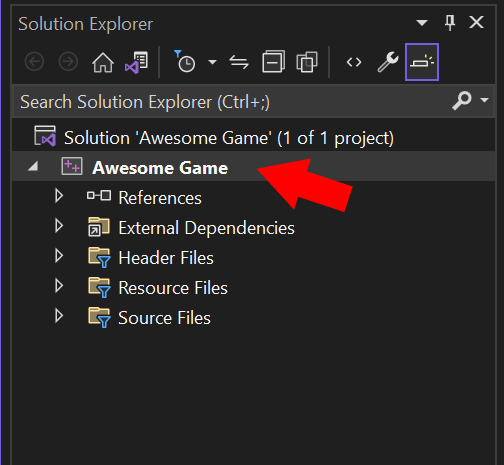 Solution Explorer
Search Solution Explorer (Ctrl+;)
Solution 'Awesome Game' (1 of 1 project)
Awesome Game
References
External Dependencies
Header Files
Resource Files
Source Files